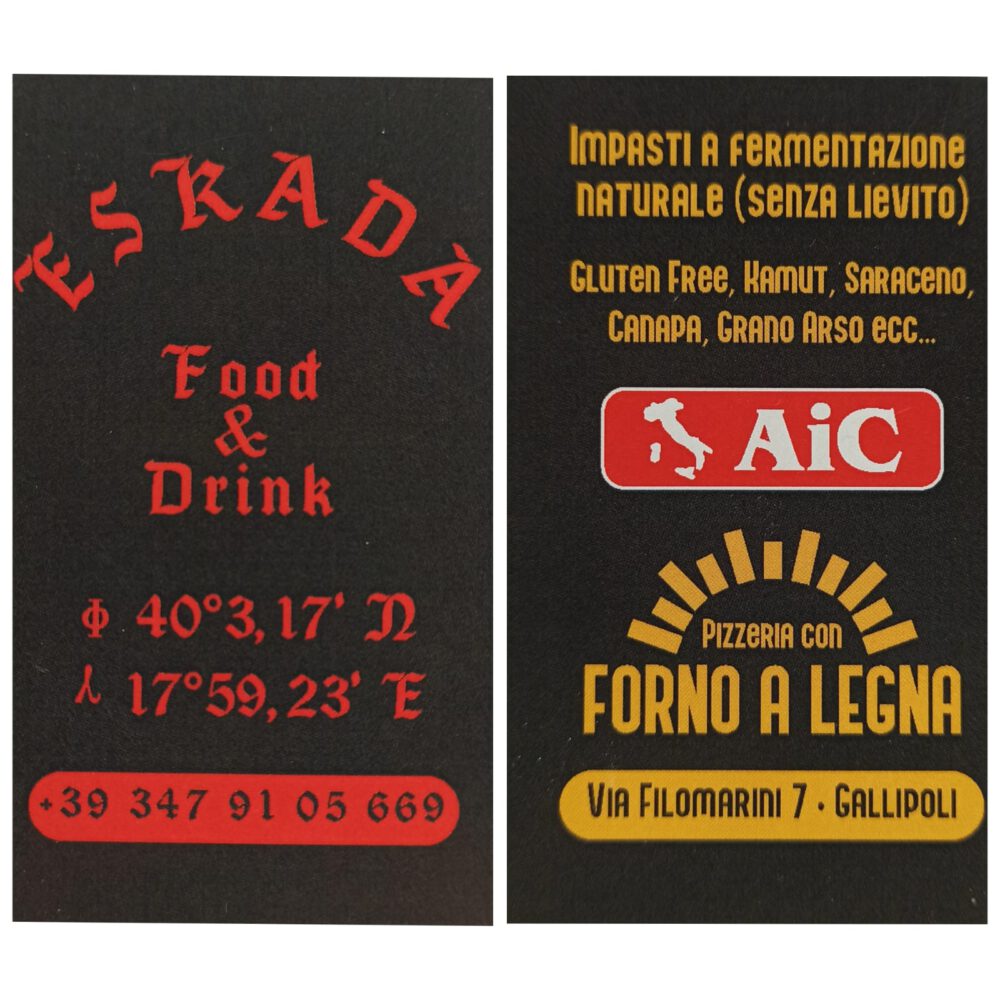 ESKADÀ
Food
&
Drink
Φ 40°3,17' N
λ 17°59,23' E
+39 347 91 05 669
IMPASTI A FERMENTAZIONE
NATURALE (SENZA LIEVITO)
GLUTEN FREE, KAMUT, SARACENO,
CANAPA, GRANO ARSO ECC...
AiC
PIZZERIA CON
FORNO A LEGNA
VIA FILOMARINI 7 · GALLIPOLI